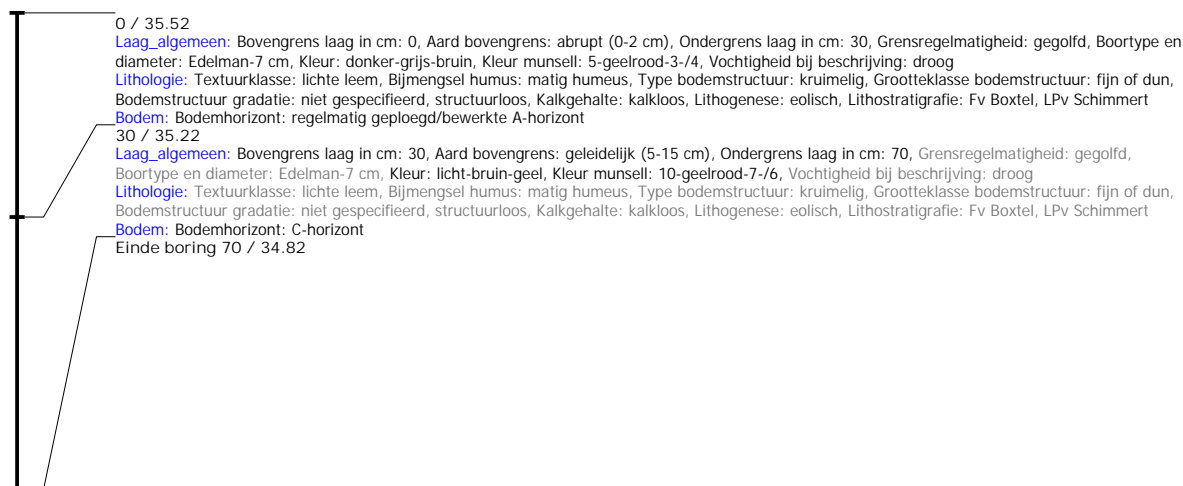 0 / 35.52
Laag_algemeen: Bovengrens laag in cm: 0, Aard bovengrens: abrupt (0-2 cm), Ondergrens laag in cm: 30, Grensregelmatigheid: gegolfd, Boortype en
diameter: Edelman-7 cm, Kleur: donker-grijs-bruin, Kleur munsell: 5-geelrood-3-/4, Vochtigheid bij beschrijving: droog
Lithologie: Textuurklasse: lichte leem, Bijmengsel humus: matig humeus, Type bodemstructuur: kruimelig, Grootteklasse bodemstructuur: fijn of dun,
Bodemstructuur gradatie: niet gespecifieerd, structuurloos, Kalkgehalte: kalkloos, Lithogenese: eolisch, Lithostratigrafie: Fv Boxtel, LPv Schimmert
Bodem: Bodemhorizont: regelmatig geploegd/bewerkte A-horizont
30 / 35.22
Laag_algemeen: Bovengrens laag in cm: 30, Aard bovengrens: geleidelijk (5-15 cm), Ondergrens laag in cm: 70, Grensregelmatigheid: gegolfd,
Boortype en diameter: Edelman-7 cm, Kleur: licht-bruin-geel, Kleur munsell: 10-geelrood-7-/6, Vochtigheid bij beschrijving: droog
Lithologie: Textuurklasse: lichte leem, Bijmengsel humus: matig humeus, Type bodemstructuur: kruimelig, Grootteklasse bodemstructuur: fijn of dun,
Bodemstructuur gradatie: niet gespecifieerd, structuurloos, Kalkgehalte: kalkloos, Lithogenese: eolisch, Lithostratigrafie: Fv Boxtel, LPv Schimmert
Bodem: Bodemhorizont: C-horizont
Einde boring 70 / 34.82